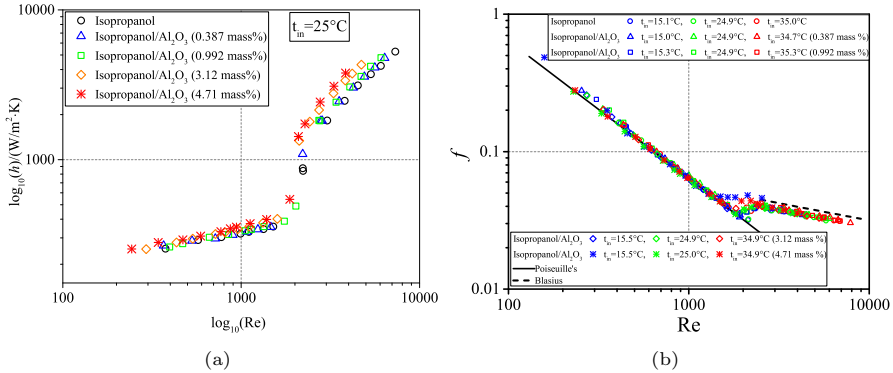 t_in=25°C
Isopropanol
Isopropanol/Al₂O₃ (0.387 mass%)
Isopropanol/Al₂O₃ (0.992 mass%)
Isopropanol/Al₂O₃ (3.12 mass%)
Isopropanol/Al₂O₃ (4.71 mass%)
log₁₀(h)/(W/m²·K)
1000
100 1000 10000
log₁₀(Re)
(a)
Isopropanol t_in=15.1°C, t_in=24.9°C, t_in=35.0°C
Isopropanol/Al₂O₃ t_in=15.0°C, t_in=24.9°C, t_in=34.7°C (0.387 mass %)
Isopropanol/Al₂O₃ t_in=15.3°C, t_in=24.9°C, t_in=35.3°C (0.992 mass %)
1
f
0.1
0.01
Isopropanol/Al₂O₃ t_in=15.5°C, t_in=24.9°C, t_in=34.9°C (3.12 mass %)
Isopropanol/Al₂O₃ t_in=15.5°C, t_in=25.0°C, t_in=34.9°C (4.71 mass %)
Poiseuille's
Blasius
100 1000 10000
Re
(b)